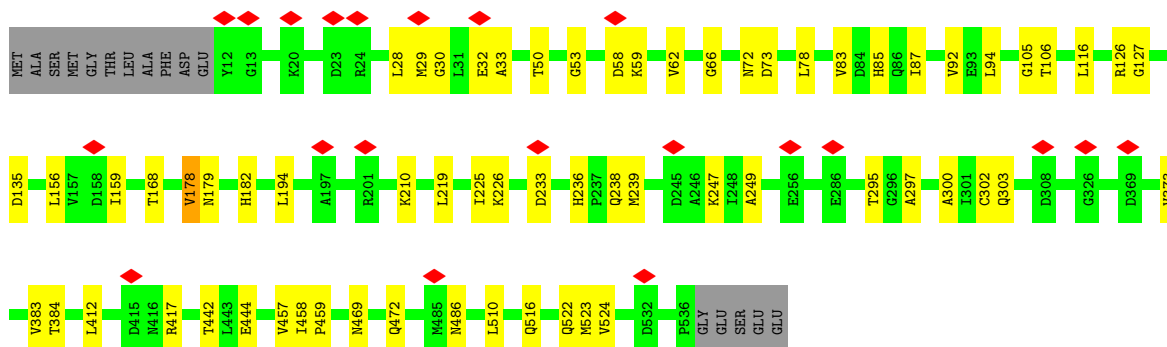 MET ALA SER MET GLY THR LEU ALA PHE ASP GLU Y12 G13 K20 D23 R24 L28 M29 G30 L31 E32 A33 T50 G53 D58 K59 V62 G66 N72 D73 L78 V83 D84 H85 Q86 I87 V92 E93 L94 G105 T106 L116 R126 G127
D135 L156 V157 D158 I159 T168 V178 N179 H182 L194 A197 R201 K210 L219 I225 K226 D233 H236 P237 Q238 M239 D245 A246 K247 I248 A249 E256 E286 T295 G296 A297 A300 I301 C302 Q303 D308 G326 D369
V383 T384 L412 D415 N416 R417 T442 L443 E444 V457 I458 P459 N469 Q472 M485 N486 L510 Q516 Q522 M523 V524 D532 P536 GLY GLU SER GLU GLU